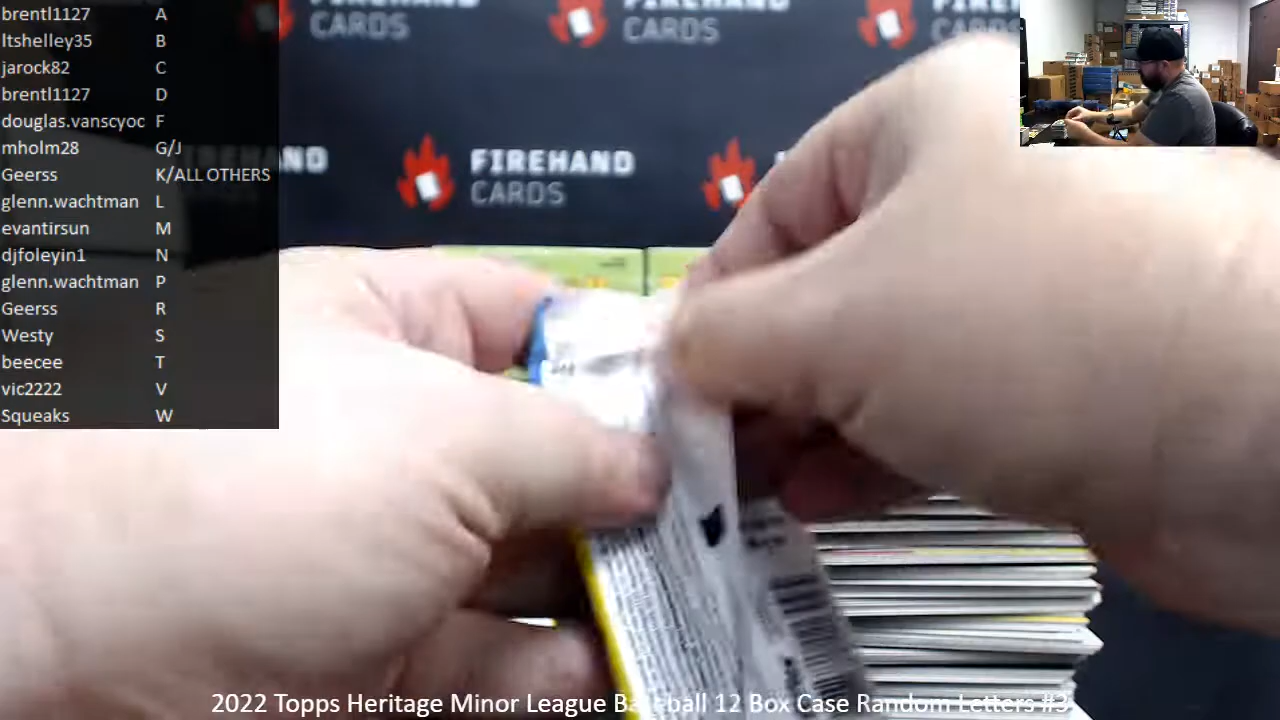 brentl1127 A
ltshelley35 B
jarock82 C
brentl1127 D
douglas.vanscyoc F
mholm28 G/J
Geerss K/ALL OTHERS
glenn.wachtman L
evantirsun M
djfoleyin1 N
glenn.wachtman P
Geerss R
Westy S
beecee T
vic2222 V
Squeaks W
CARDS
FIREHAND
CARDS
CARDS
FIREHAND
CARDS
2022 Topps Heritage Minor League Baseball 12 Box Case Random Letters #3